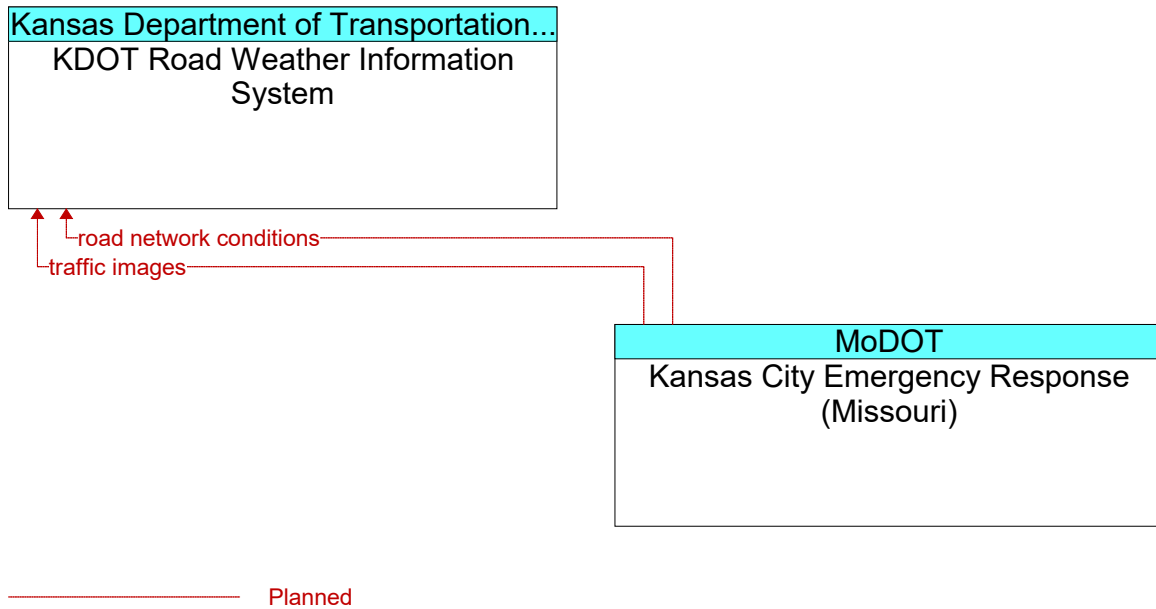 Kansas Department of Transportation...
KDOT Road Weather Information
System
road network conditions
traffic images
MoDOT
Kansas City Emergency Response
(Missouri)
Planned